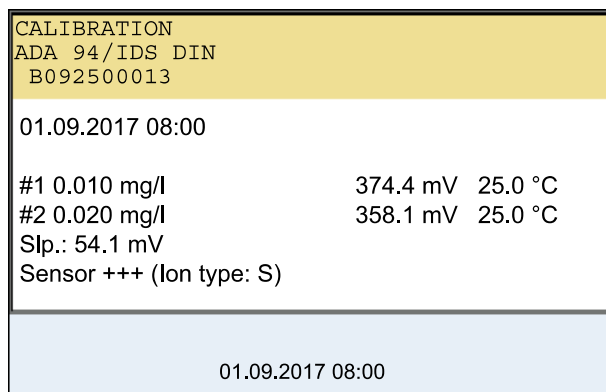 CALIBRATION
ADA 94/IDS DIN
B092500013
01.09.2017 08:00
#1 0.010 mg/l 374.4 mV 25.0 °C
#2 0.020 mg/l 358.1 mV 25.0 °C
Slp.: 54.1 mV
Sensor +++ (Ion type: S)
01.09.2017 08:00